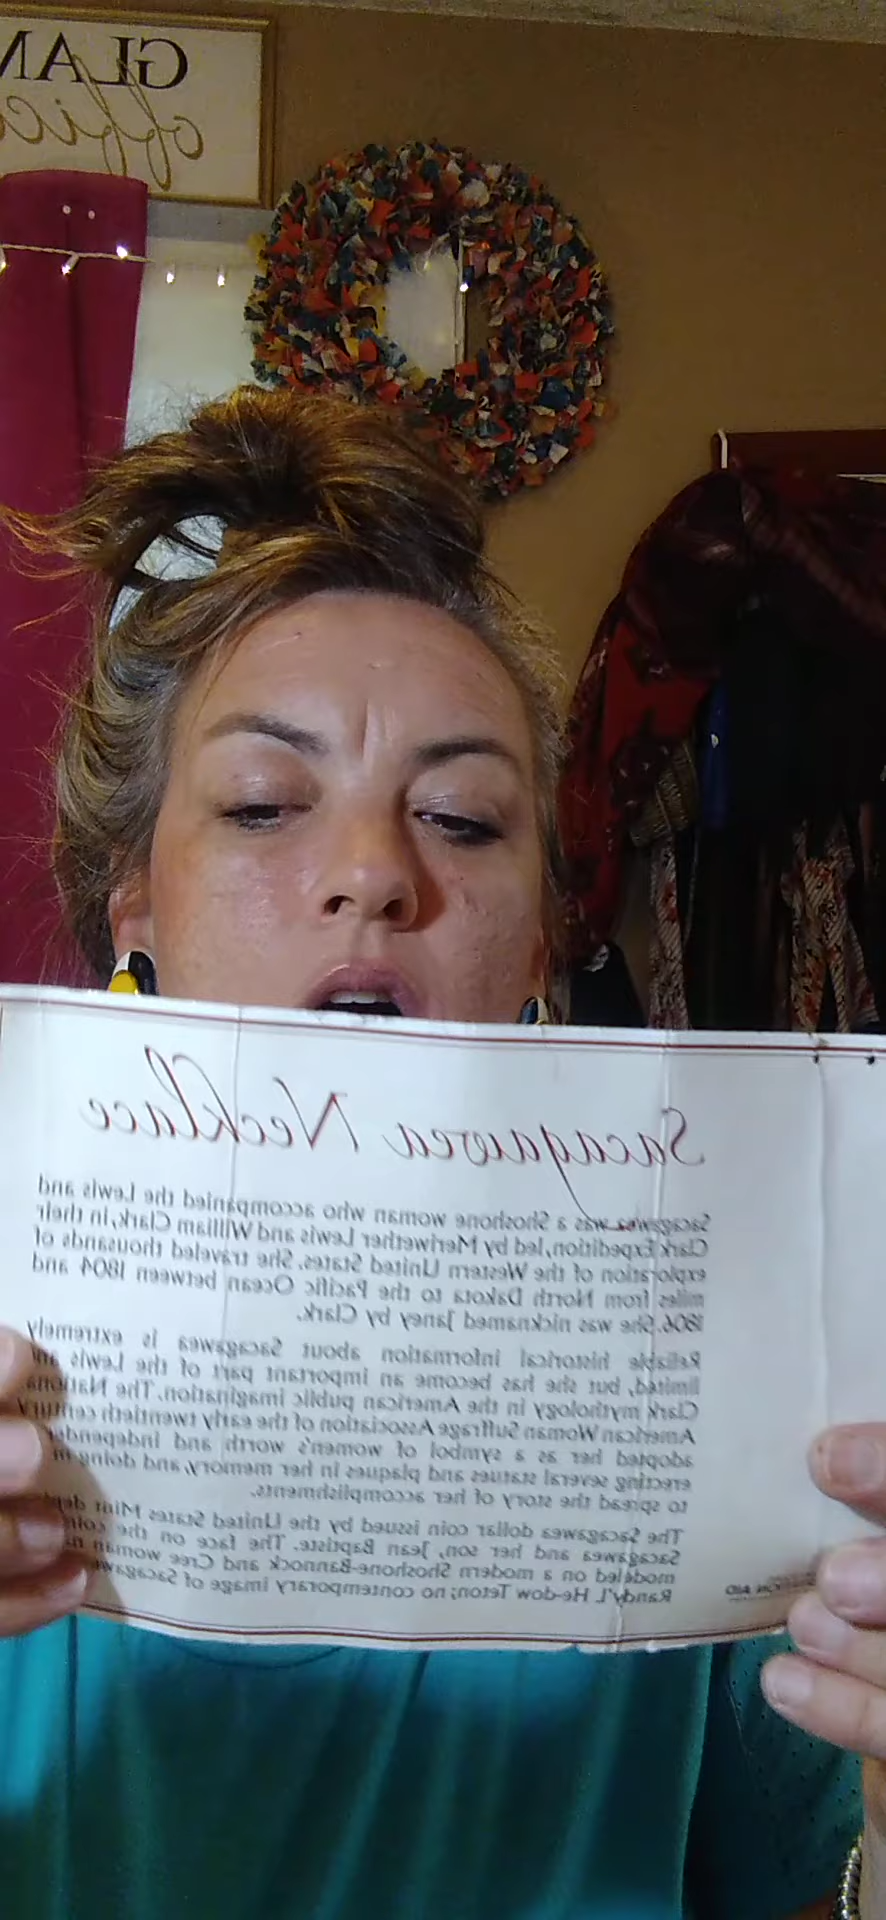 GLAM
office
Sacagawea Necklace
Sacagawea was a Shoshone woman who accompanied the Lewis and
Clark Expedition, led by Meriwether Lewis and William Clark, in their
exploration of the Western United States. She traveled thousands of
miles from North Dakota to the Pacific Ocean between 1804 and
1806. She was nicknamed Janey by Clark.
Reliable historical information about Sacagawea is extremely
limited, but she has become an important part of the Lewis and
Clark mythology in the American public imagination. The National
American Woman Suffrage Association of the early twentieth century
adopted her as a symbol of women's worth and independence,
erecting several statues and plaques in her memory, and doing
to spread the story of her accomplishments.
The Sacagawea dollar coin issued by the United States Mint
Sacagawea and her son, Jean Baptiste. The face on the coin
modeled on a modern Shoshone-Bannock and Cree woman
Randy'L He-dow Teton; no contemporary image of Sacagawea
AID